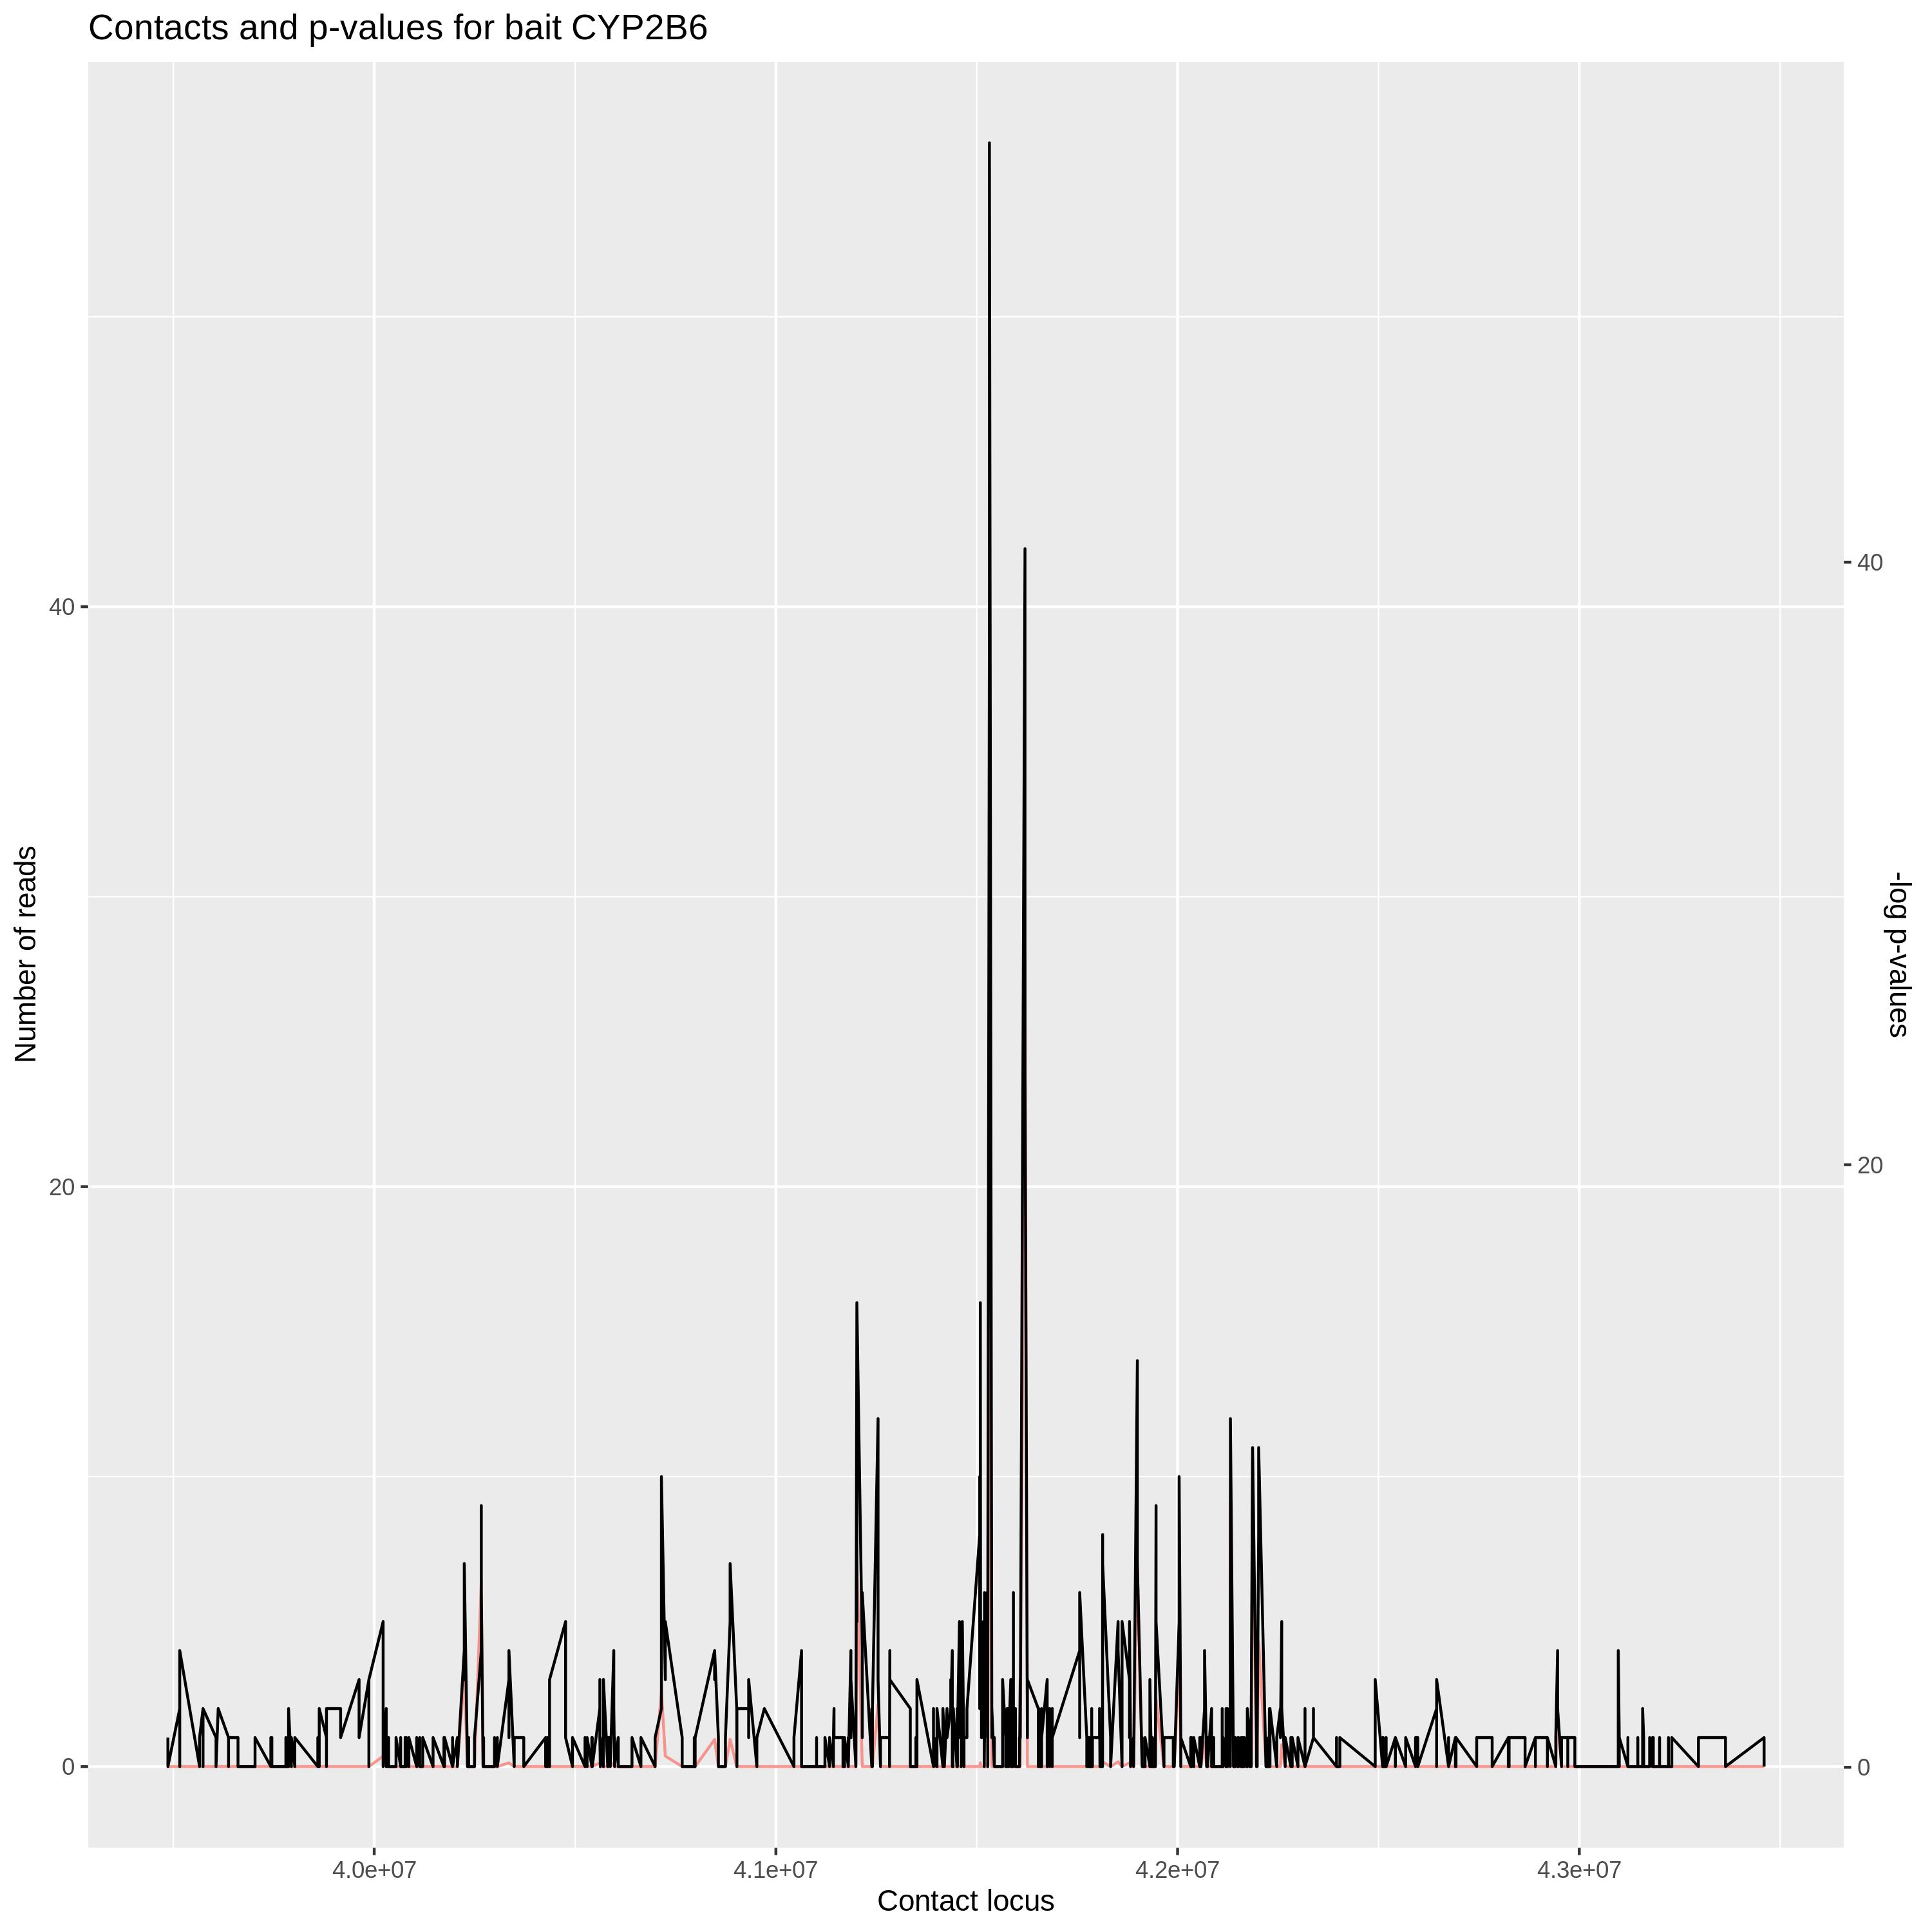 Contacts and p-values for bait CYP2B6
Number of reads
40
20
0
40
20
0
-log p-values
4.0e+07 4.1e+07 4.2e+07 4.3e+07
Contact locus